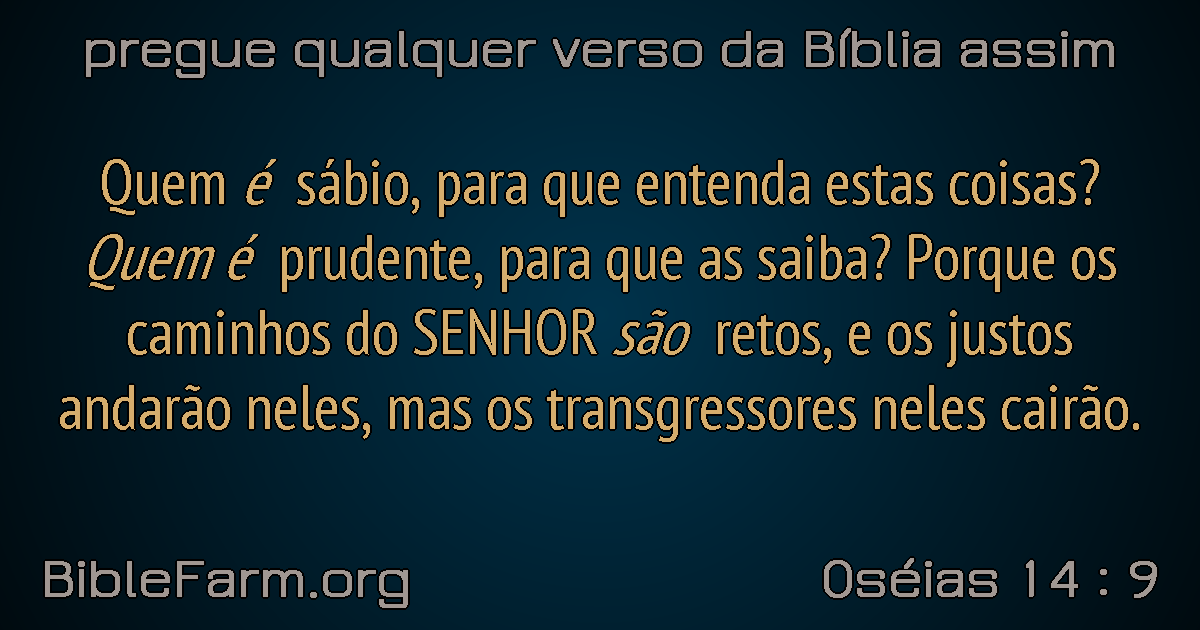 pregue qualquer verso da Bíblia assim
Quem é sábio, para que entenda estas coisas?
Quem é prudente, para que as saiba? Porque os
caminhos do SENHOR são retos, e os justos
andarão neles, mas os transgressores neles cairão.
BibleFarm.org
Oséias 14 : 9